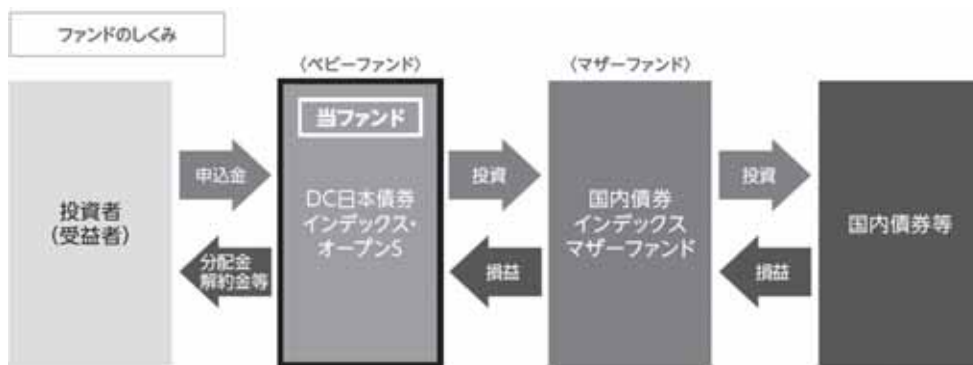 ファンドのしくみ
〈ベビーファンド〉
〈マザーファンド〉
投資者
(受益者)
申込金
分配金
解約金等
当ファンド
DC日本債券
インデックス・
オープンS
投資
損益
国内債券
インデックス
マザーファンド
投資
損益
国内債券等